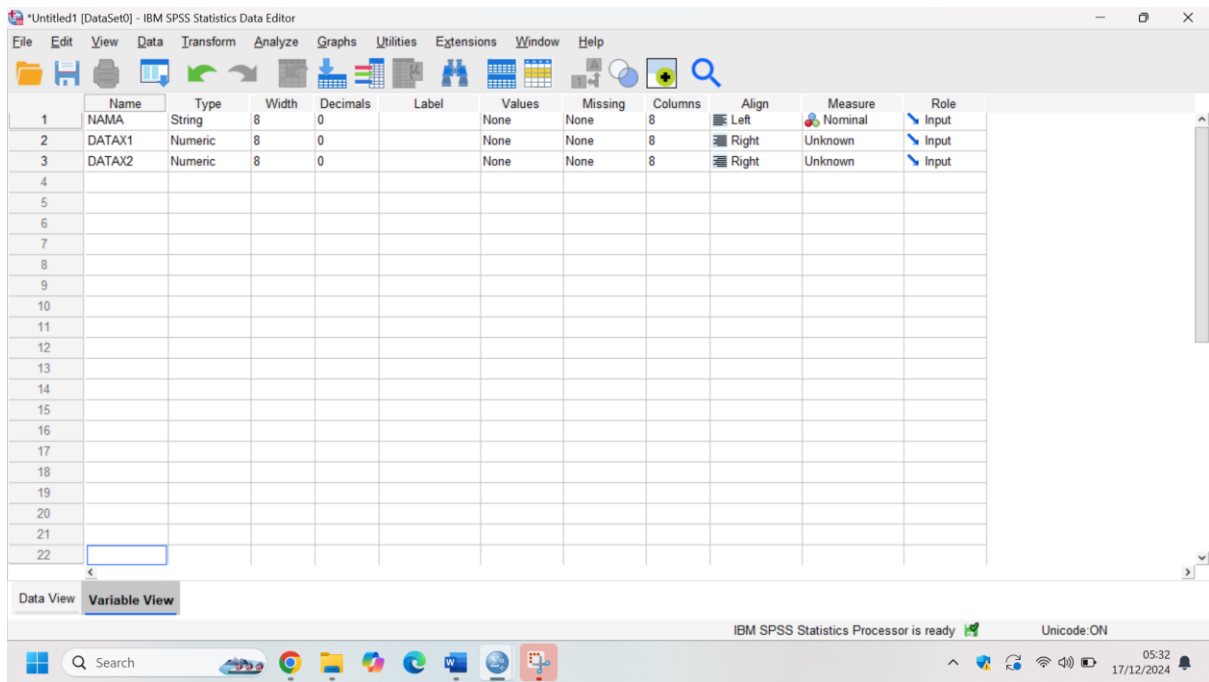 *Untitled1 [DataSet0] - IBM SPSS Statistics Data Editor
File Edit View Data Transform Analyze Graphs Utilities Extensions Window Help
Name Type Width Decimals Label Values Missing Columns Align Measure Role
1 NAMA String 8 0 None None 8 Left Nominal Input
2 DATAX1 Numeric 8 0 None None 8 Right Unknown Input
3 DATAX2 Numeric 8 0 None None 8 Right Unknown Input
4
5
6
7
8
9
10
11
12
13
14
15
16
17
18
19
20
21
22
Data View Variable View
IBM SPSS Statistics Processor is ready Unicode:ON
Search 05:32
17/12/2024